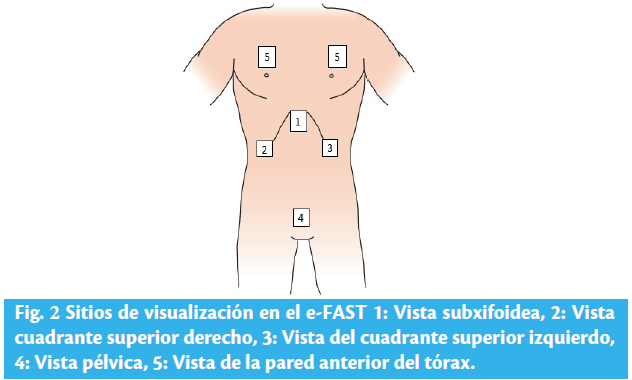 5 5
1
2 3
4
Fig. 2 Sitios de visualización en el e-FAST 1: Vista subxifoidea, 2: Vista
cuadrante superior derecho, 3: Vista del cuadrante superior izquierdo,
4: Vista pélvica, 5: Vista de la pared anterior del tórax.